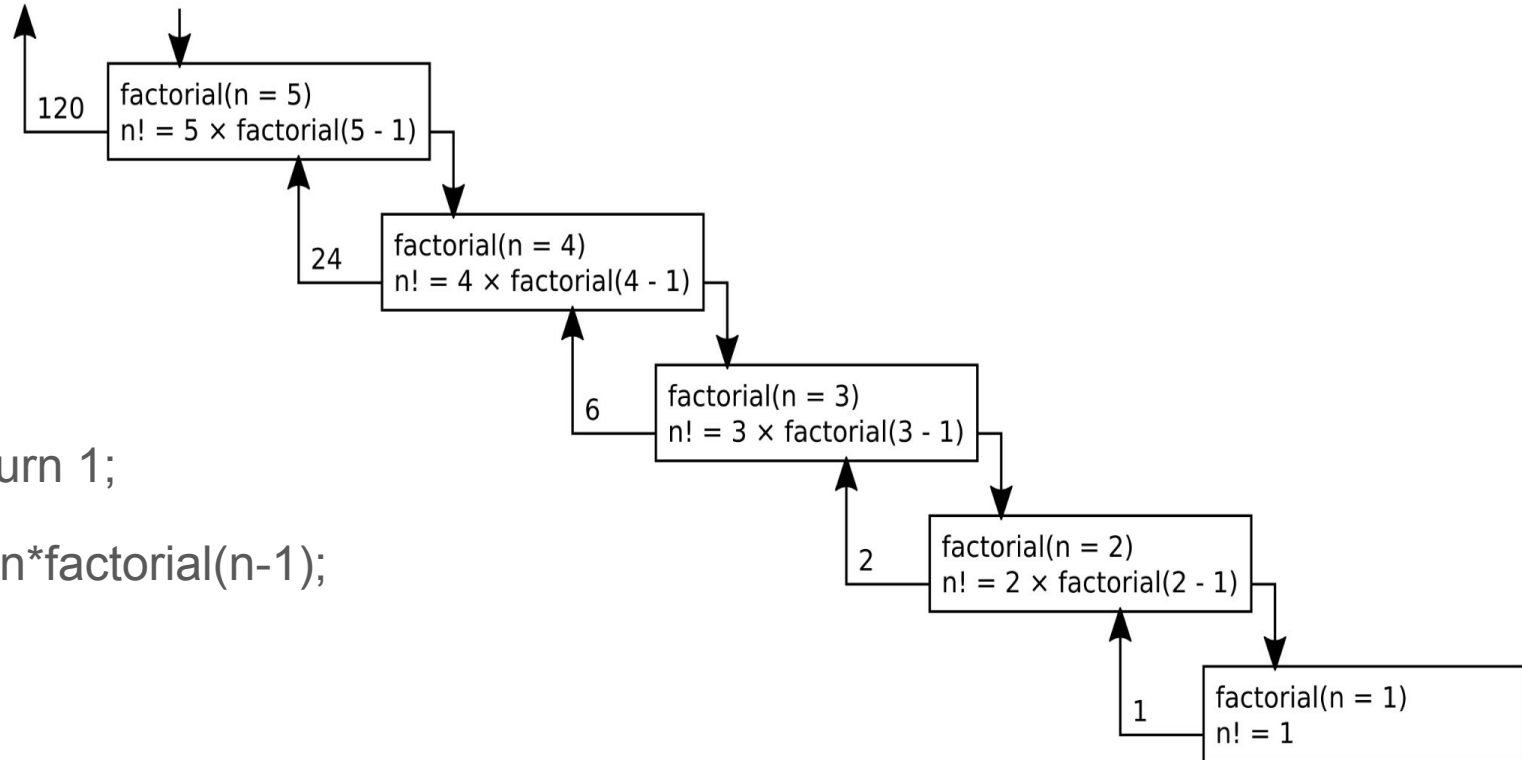 120
factorial(n = 5)
n! = 5 × factorial(5 - 1)
24
factorial(n = 4)
n! = 4 × factorial(4 - 1)
6
factorial(n = 3)
n! = 3 × factorial(3 - 1)
urn 1;
n*factorial(n-1);
2
factorial(n = 2)
n! = 2 × factorial(2 - 1)
1
factorial(n = 1)
n! = 1